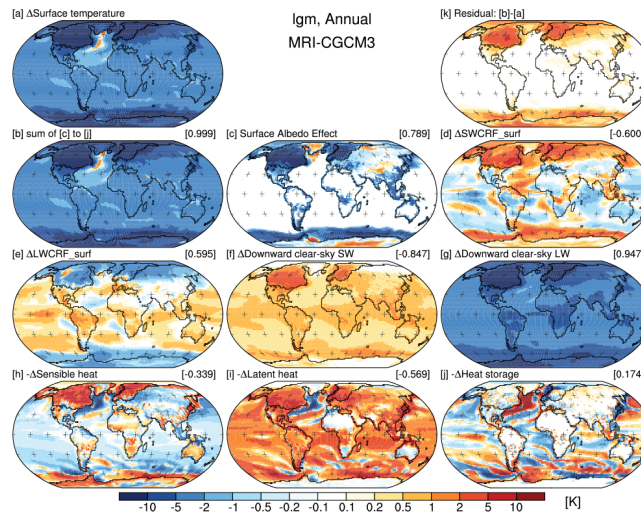 [a] ΔSurface temperature
lgm, Annual
MRI-CGCM3
[k] Residual: [b]-[a]
[b] sum of [c] to [j] [0.999]
[c] Surface Albedo Effect [0.789]
[d] ΔSWCRF_surf [-0.600]
[e] ΔLWCRF_surf [0.595]
[f] ΔDownward clear-sky SW [-0.847]
[g] ΔDownward clear-sky LW [0.947]
[h] -ΔSensible heat [-0.339]
[i] -ΔLatent heat [-0.569]
[j] -ΔHeat storage [0.174]
-10 -5 -2 -1 -0.5 -0.2 -0.1 0.1 0.2 0.5 1 2 5 10 [K]